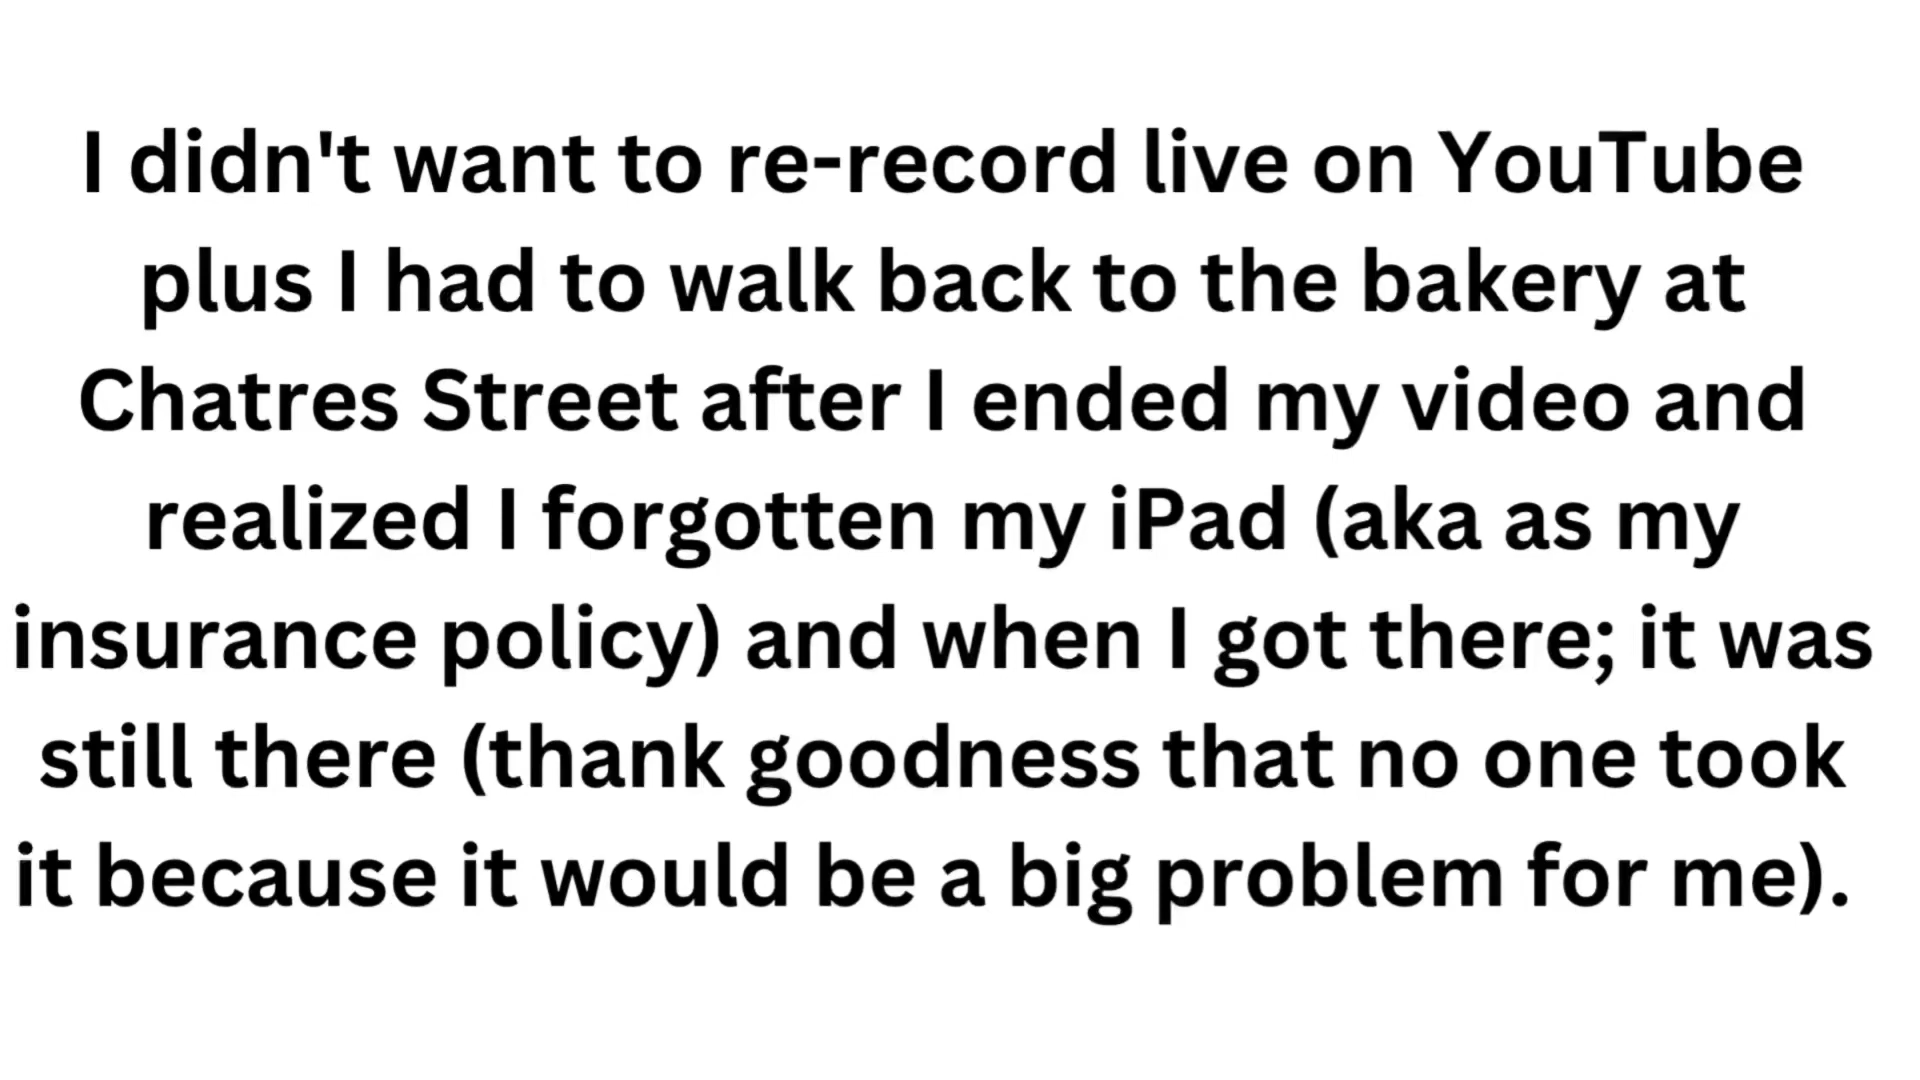 I didn't want to re-record live on YouTube
plus I had to walk back to the bakery at
Chatres Street after I ended my video and
realized I forgotten my iPad (aka as my
insurance policy) and when I got there; it was
still there (thank goodness that no one took
it because it would be a big problem for me).